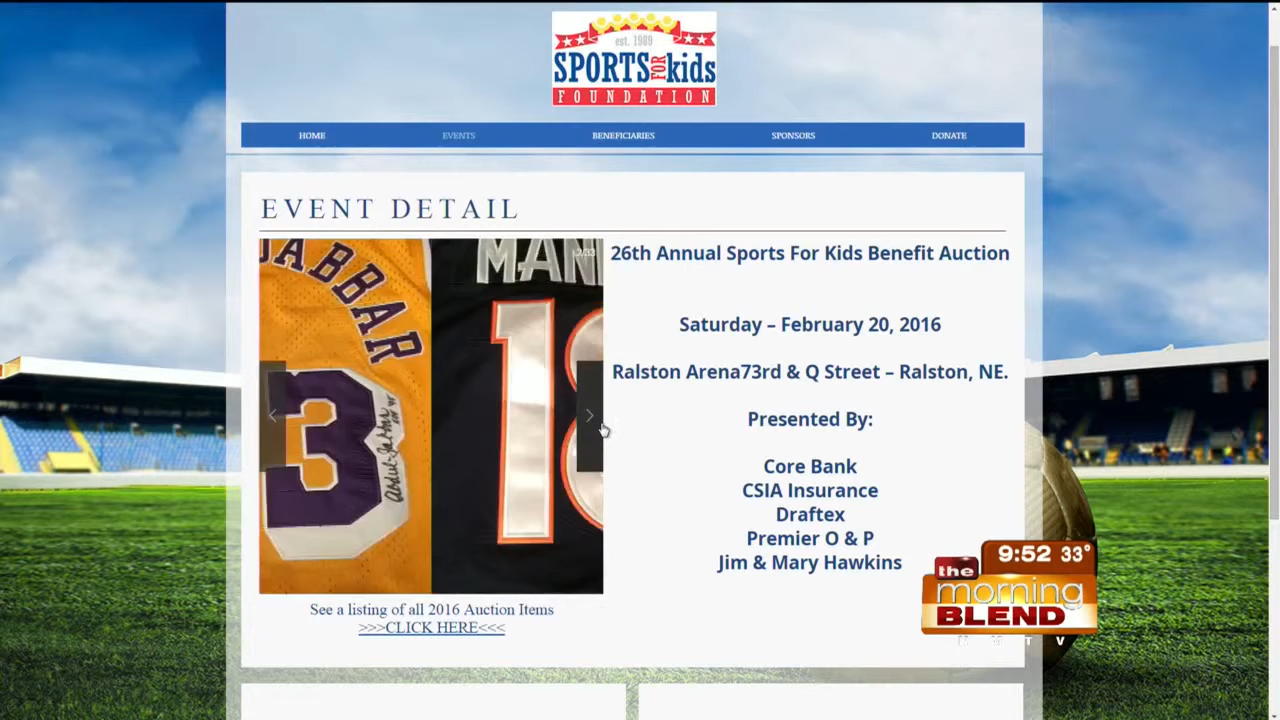 est. 1989
SPORTS FOR kids
FOUNDATION
HOME
EVENTS
BENEFICIARIES
SPONSORS
DONATE
EVENT DETAIL
JABBAR
3
MAN
18
26th Annual Sports For Kids Benefit Auction
Saturday – February 20, 2016
Ralston Arena73rd & Q Street – Ralston, NE.
Presented By:
Core Bank
CSIA Insurance
Draftex
Premier O & P
Jim & Mary Hawkins
See a listing of all 2016 Auction Items
>>>CLICK HERE<<<
9:52 33°
the
morning
BLEND